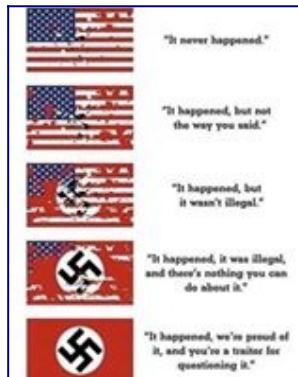 "It never happened."
"It happened, but not
the way you said."
"It happened, but
it wasn't illegal."
"It happened, it was illegal,
and there's nothing you can
do about it."
"It happened, we're proud of
it, and you're a traitor for
questioning it."